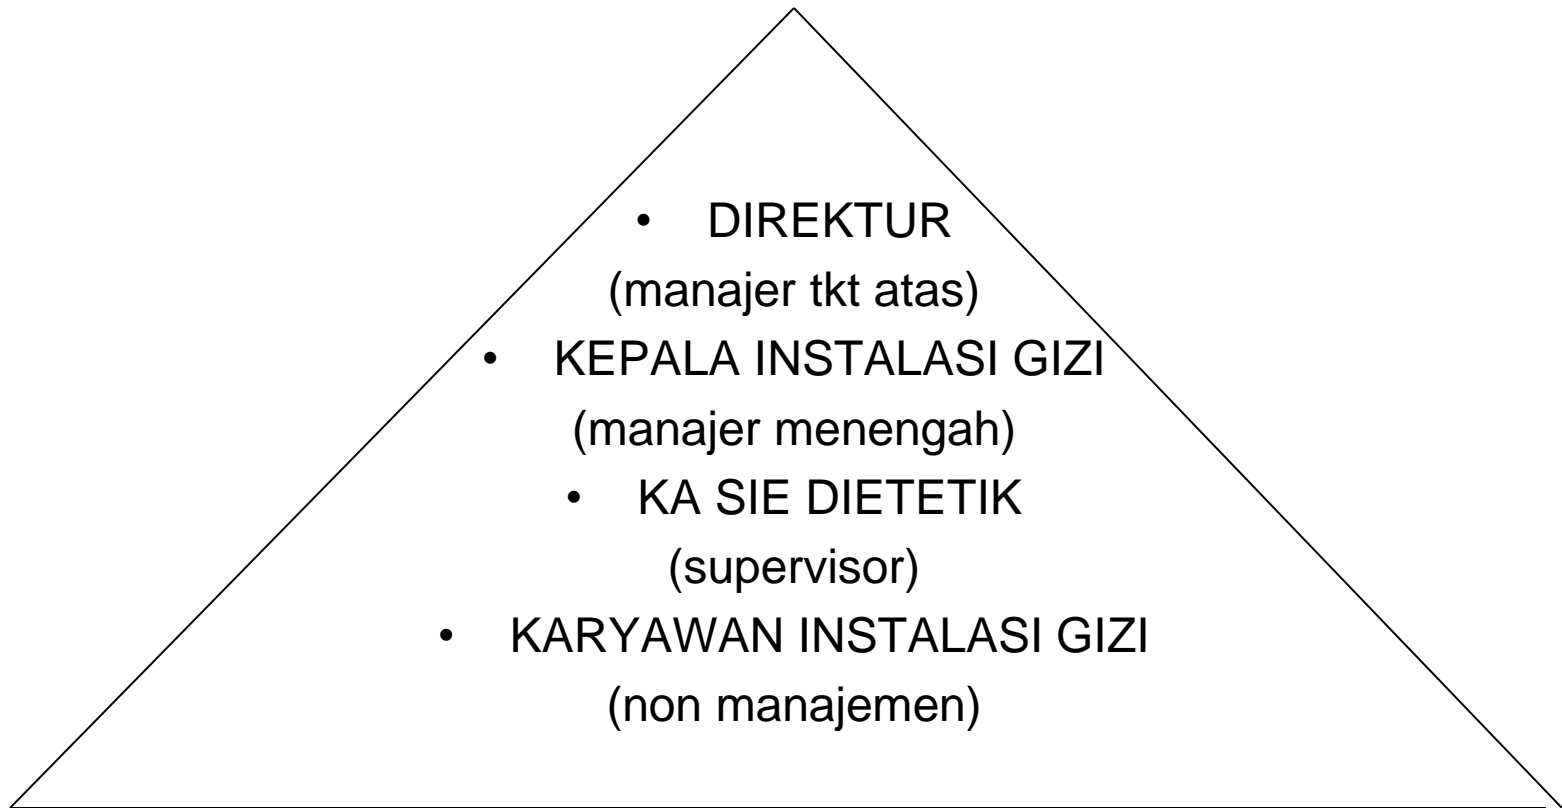 • DIREKTUR
(manajer tkt atas)
• KEPALA INSTALASI GIZI
(manajer menengah)
• KA SIE DIETETIK
(supervisor)
• KARYAWAN INSTALASI GIZI
(non manajemen)